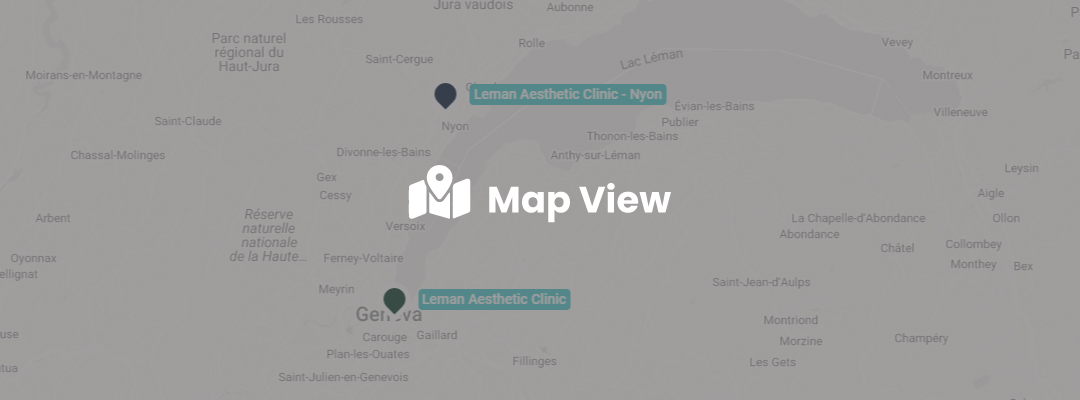 Jura vaudois
Aubonne
Les Rousses
Parc naturel
régional du
Haut-Jura
Rolle
Vevey
Saint-Cergue
Lac Léman
Moirans-en-Montagne
Montreux
Leman Aesthetic Clinic - Nyon
Évian-les-Bains
Publier
Villeneuve
Saint-Claude
Nyon
Thonon-les-Bains
Chassal-Molinges
Divonne-les-Bains
Anthy-sur-Léman
Leysin
Gex
Cessy
Map View
Aigle
Arbent
Réserve
naturelle
nationale
de la Haute...
Versoix
La Chapelle-d'Abondance
Abondance
Ollon
Châtel
Collombey
Oyonnax
Ferney-Voltaire
Monthey
Bex
ellignat
Meyrin
Saint-Jean-d'Aulps
Leman Aesthetic Clinic
Geneva
Montriond
Carouge
Gaillard
Morzine
Champéry
Plan-les-Ouates
Fillinges
Les Gets
Saint-Julien-en-Genevois